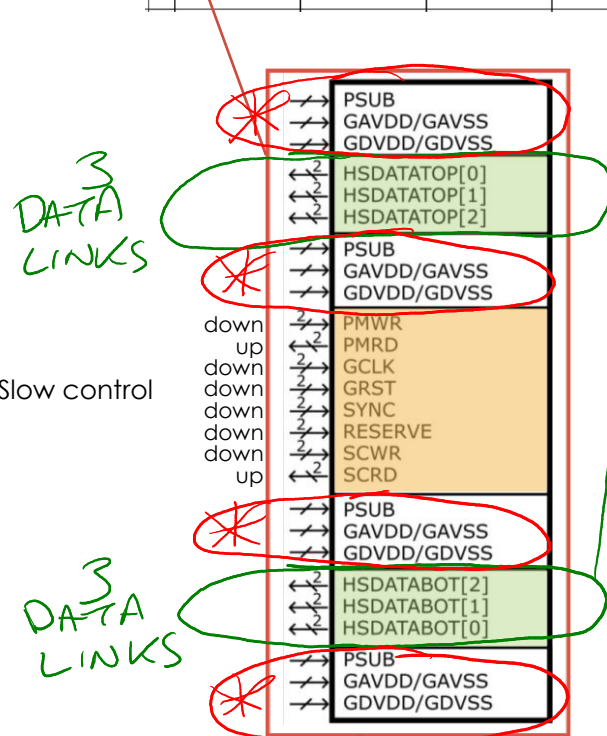 PSUB
GAVDD/GAVSS
GDVDD/GDVSS
3
DATA
LINKS
2 HSDATATOP[0]
2 HSDATATOP[1]
2 HSDATATOP[2]
PSUB
GAVDD/GAVSS
GDVDD/GDVSS
down 2 PMWR
up 2 PMRD
down 2 GCLK
Slow control down 2 GRST
down 2 SYNC
down 2 RESERVE
down 2 SCWR
up 2 SCRD
PSUB
GAVDD/GAVSS
GDVDD/GDVSS
3
DATA
LINKS
2 HSDATABOT[2]
2 HSDATABOT[1]
2 HSDATABOT[0]
PSUB
GAVDD/GAVSS
GDVDD/GDVSS